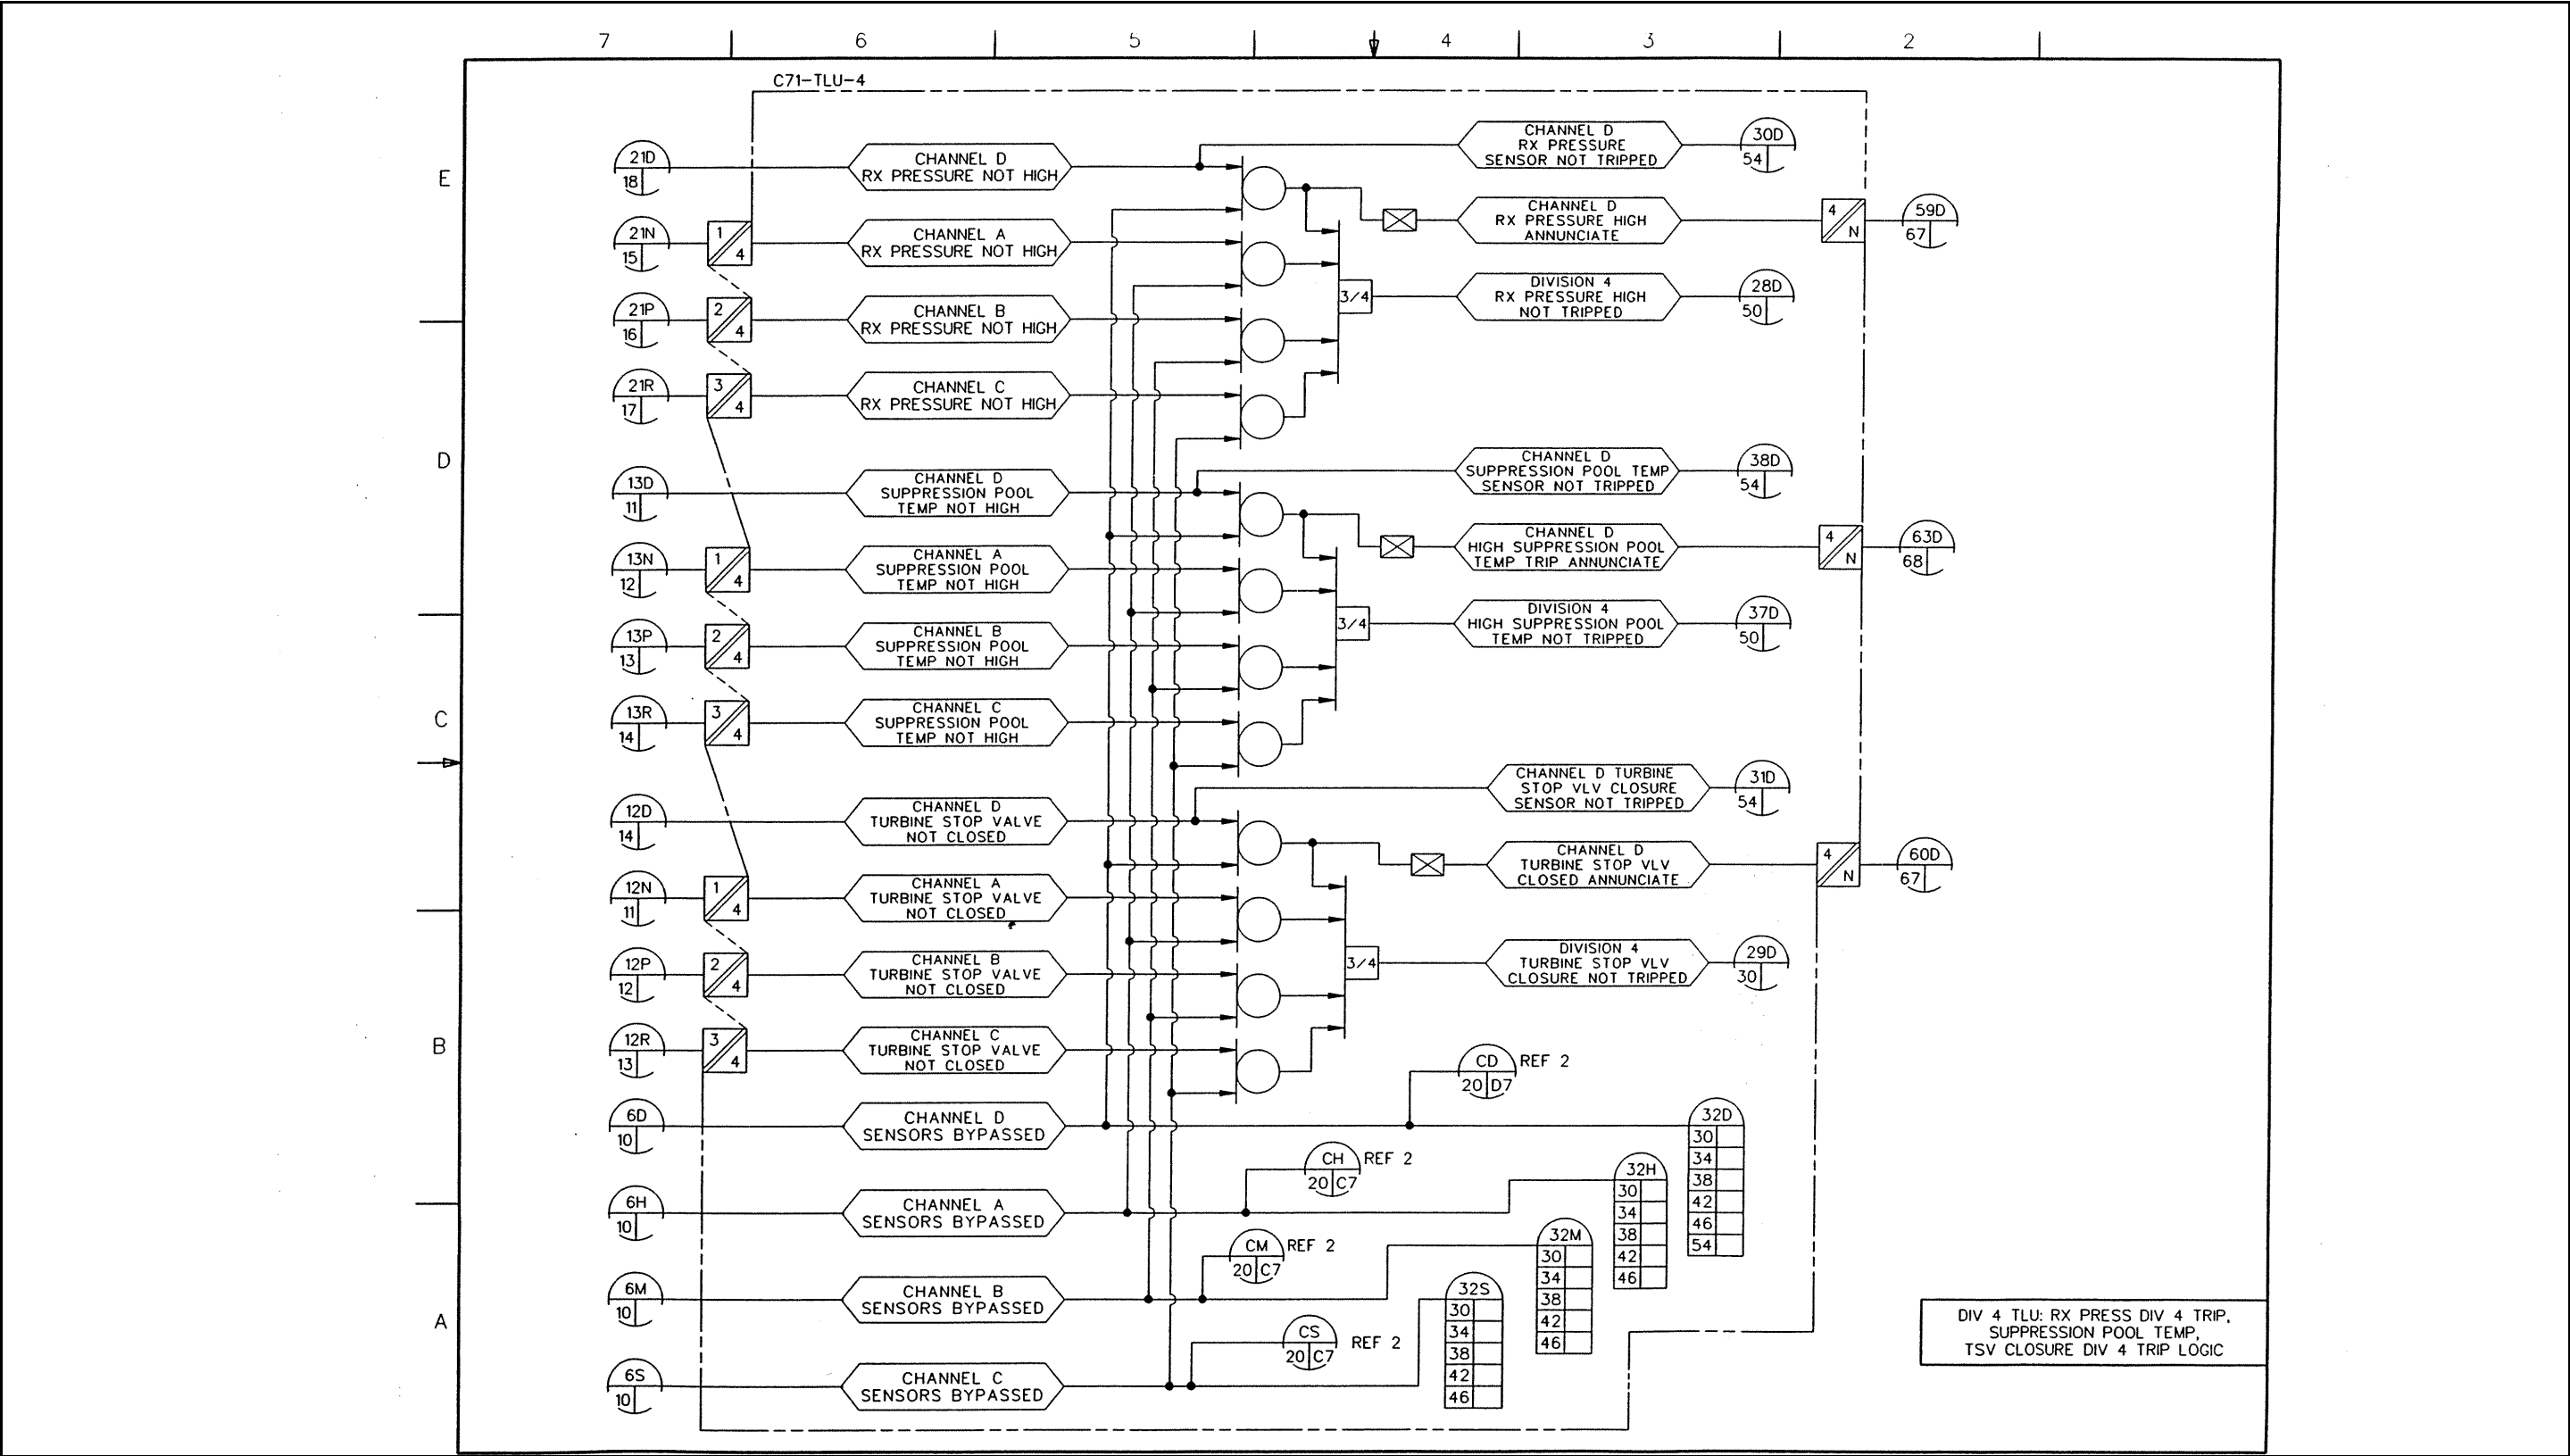 7 6 5 4 3 2
C71-TLU-4
E
D
C
B
A
21D
18
CHANNEL D
RX PRESSURE NOT HIGH
CHANNEL D
RX PRESSURE
SENSOR NOT TRIPPED
30D
54
21N
15
1
4
CHANNEL A
RX PRESSURE NOT HIGH
CHANNEL D
RX PRESSURE HIGH
ANNUNCIATE
4
N
59D
67
21P
16
2
4
CHANNEL B
RX PRESSURE NOT HIGH
3/4
DIVISION 4
RX PRESSURE HIGH
NOT TRIPPED
28D
50
21R
17
3
4
CHANNEL C
RX PRESSURE NOT HIGH
13D
11
CHANNEL D
SUPPRESSION POOL
TEMP NOT HIGH
CHANNEL D
SUPPRESSION POOL TEMP
SENSOR NOT TRIPPED
38D
54
13N
12
1
4
CHANNEL A
SUPPRESSION POOL
TEMP NOT HIGH
CHANNEL D
HIGH SUPPRESSION POOL
TEMP TRIP ANNUNCIATE
4
N
63D
68
13P
13
2
4
CHANNEL B
SUPPRESSION POOL
TEMP NOT HIGH
3/4
DIVISION 4
HIGH SUPPRESSION POOL
TEMP NOT TRIPPED
37D
50
13R
14
3
4
CHANNEL C
SUPPRESSION POOL
TEMP NOT HIGH
12D
14
CHANNEL D
TURBINE STOP VALVE
NOT CLOSED
CHANNEL D TURBINE
STOP VLV CLOSURE
SENSOR NOT TRIPPED
31D
54
12N
11
1
4
CHANNEL A
TURBINE STOP VALVE
NOT CLOSED
CHANNEL D
TURBINE STOP VLV
CLOSED ANNUNCIATE
4
N
60D
67
12P
12
2
4
CHANNEL B
TURBINE STOP VALVE
NOT CLOSED
3/4
DIVISION 4
TURBINE STOP VLV
CLOSURE NOT TRIPPED
29D
30
12R
13
3
4
CHANNEL C
TURBINE STOP VALVE
NOT CLOSED
CD REF 2
20 D7
6D
10
CHANNEL D
SENSORS BYPASSED
32D
30
34
38
42
46
54
CH REF 2
20 C7
6H
10
CHANNEL A
SENSORS BYPASSED
32H
30
34
38
42
46
CM REF 2
20 C7
6M
10
CHANNEL B
SENSORS BYPASSED
32M
30
34
38
42
46
CS REF 2
20 C7
6S
10
CHANNEL C
SENSORS BYPASSED
32S
30
34
38
42
46
DIV 4 TLU: RX PRESS DIV 4 TRIP,
SUPPRESSION POOL TEMP,
TSV CLOSURE DIV 4 TRIP LOGIC